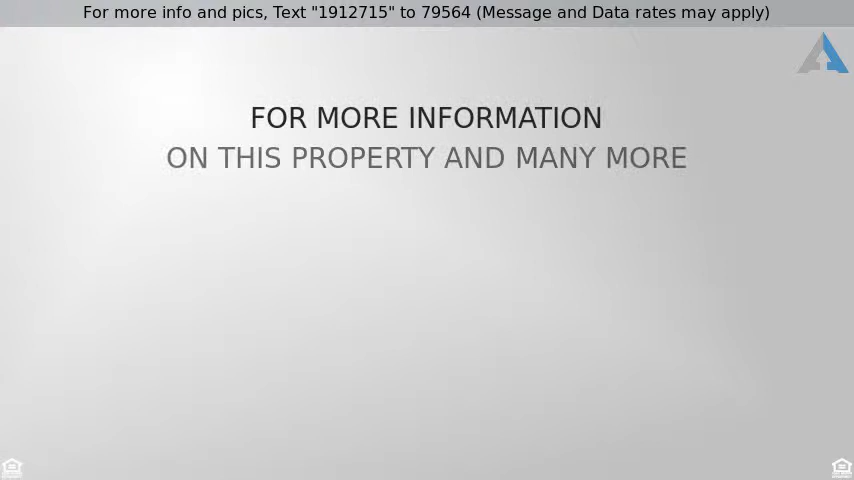 For more info and pics, Text "1912715" to 79564 (Message and Data rates may apply)
FOR MORE INFORMATION
ON THIS PROPERTY AND MANY MORE